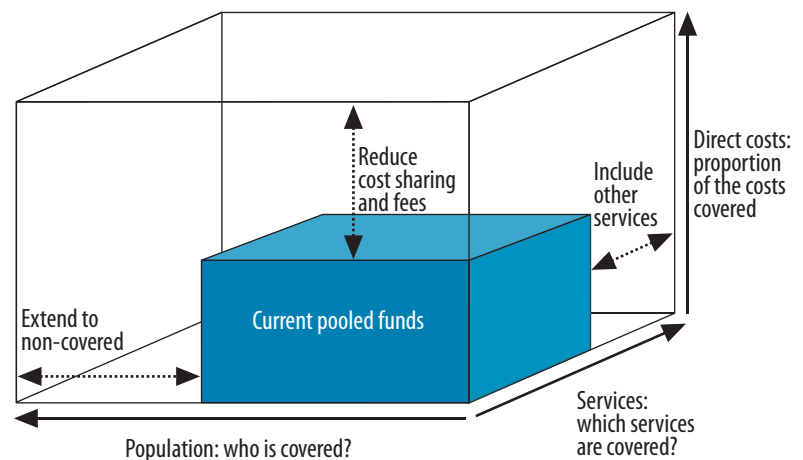 Reduce
cost sharing
and fees
Include
other
services
Direct costs:
proportion
of the costs
covered
Extend to
non-covered
Current pooled funds
Services:
which services
are covered?
Population: who is covered?